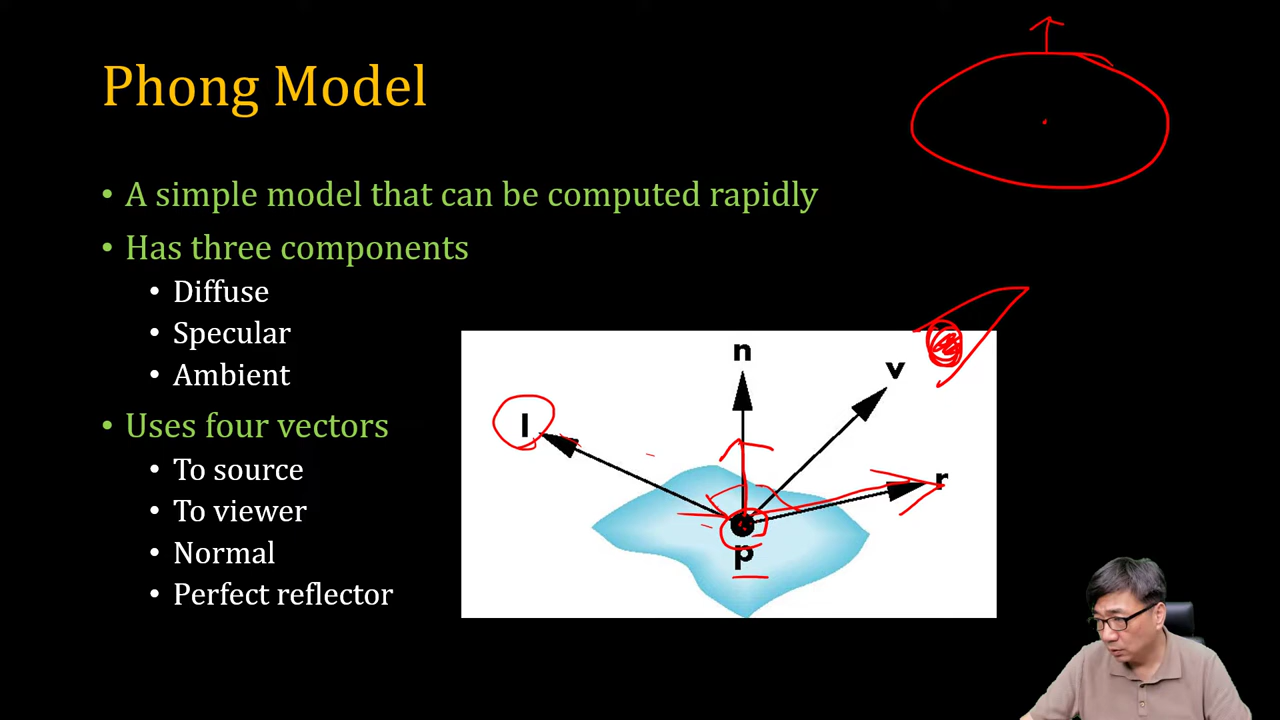 Phong Model
• A simple model that can be computed rapidly
• Has three components
• Diffuse
• Specular
• Ambient
• Uses four vectors
• To source
• To viewer
• Normal
• Perfect reflector
n
v
l
r
p